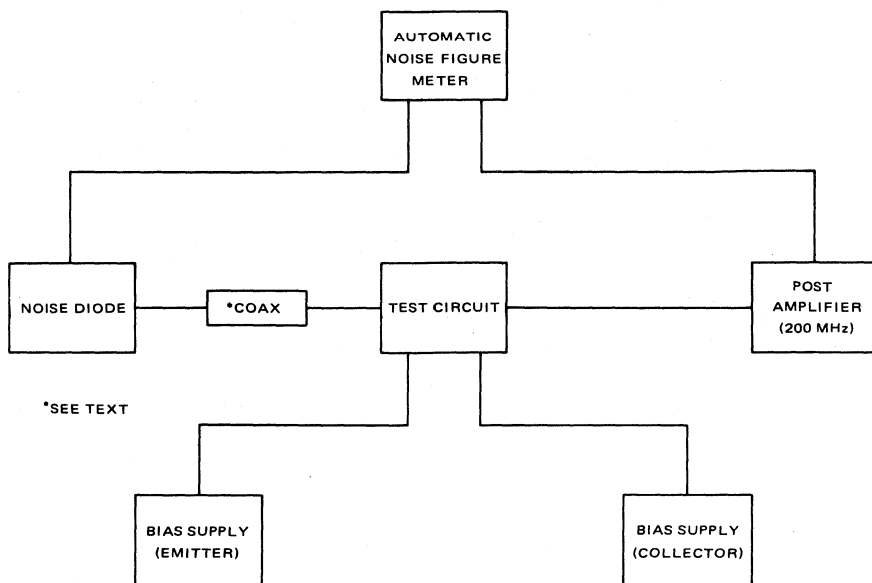 AUTOMATIC
NOISE FIGURE
METER
NOISE DIODE
*COAX
TEST CIRCUIT
POST
AMPLIFIER
(200 MHz)
*SEE TEXT
BIAS SUPPLY
(EMITTER)
BIAS SUPPLY
(COLLECTOR)